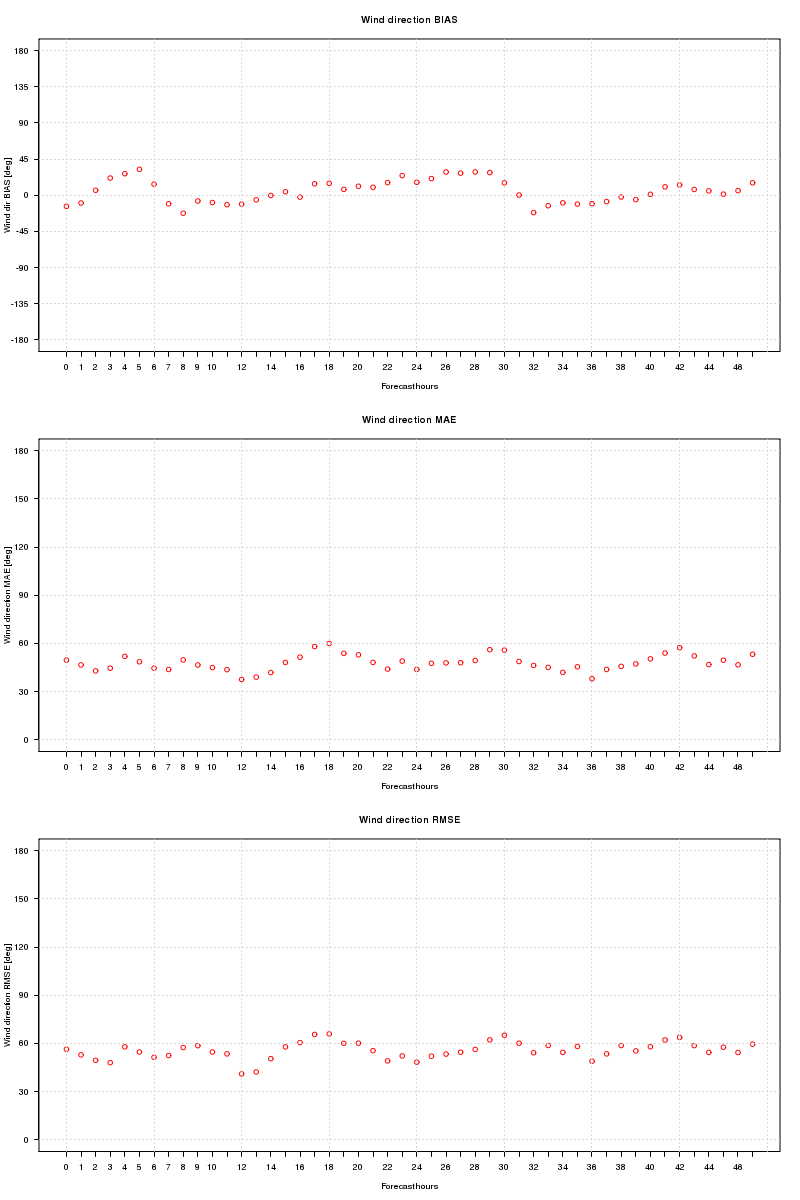 Wind direction BIAS
180
135
90
45
0
-45
-90
-135
-180
Wind dir BIAS [deg]
0 1 2 3 4 5 6 7 8 9 10 12 14 16 18 20 22 24 26 28 30 32 34 36 38 40 42 44 46
Forecasthours
Wind direction MAE
180
150
120
90
60
30
0
Wind direction MAE [deg]
0 1 2 3 4 5 6 7 8 9 10 12 14 16 18 20 22 24 26 28 30 32 34 36 38 40 42 44 46
Forecasthours
Wind direction RMSE
180
150
120
90
60
30
0
Wind direction RMSE [deg]
0 1 2 3 4 5 6 7 8 9 10 12 14 16 18 20 22 24 26 28 30 32 34 36 38 40 42 44 46
Forecasthours